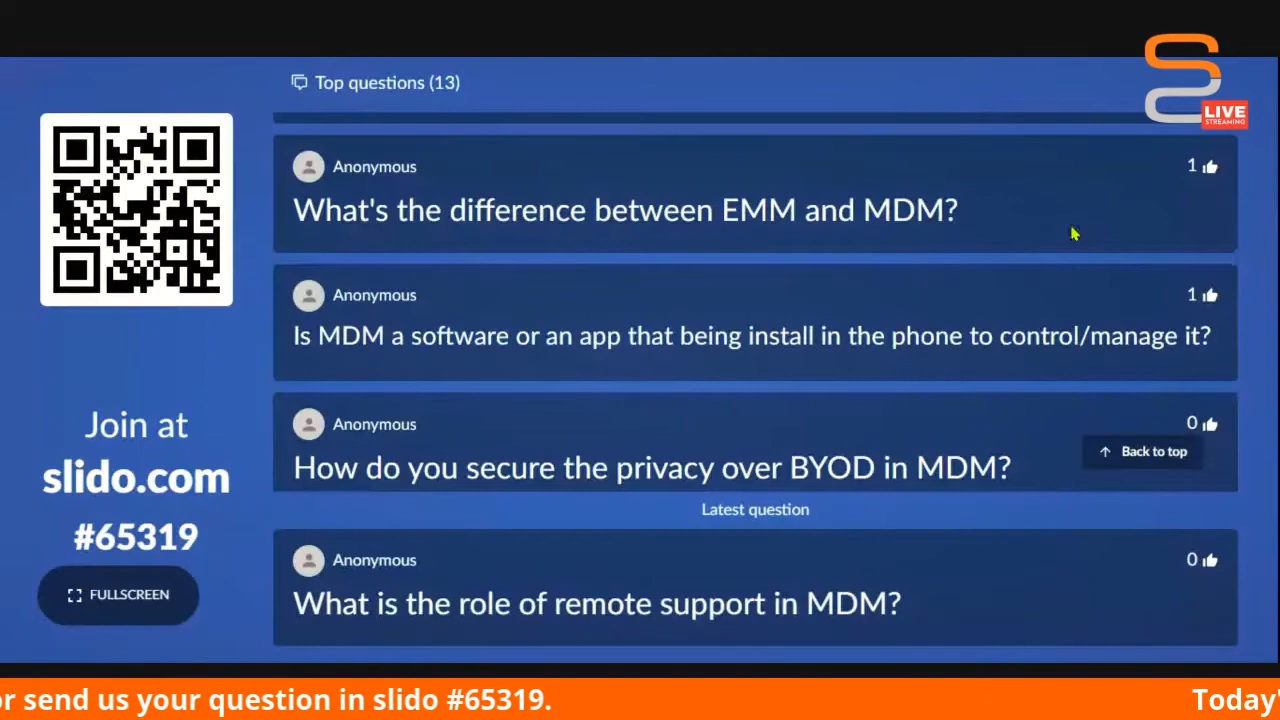 Top questions (13)
LIVE
STREAMING
Anonymous
1
What's the difference between EMM and MDM?
Anonymous
1
Is MDM a software or an app that being install in the phone to control/manage it?
Anonymous
0
Back to top
How do you secure the privacy over BYOD in MDM?
Latest question
Anonymous
0
What is the role of remote support in MDM?
Join at
slido.com
#65319
FULLSCREEN
or send us your question in slido #65319.
Today'